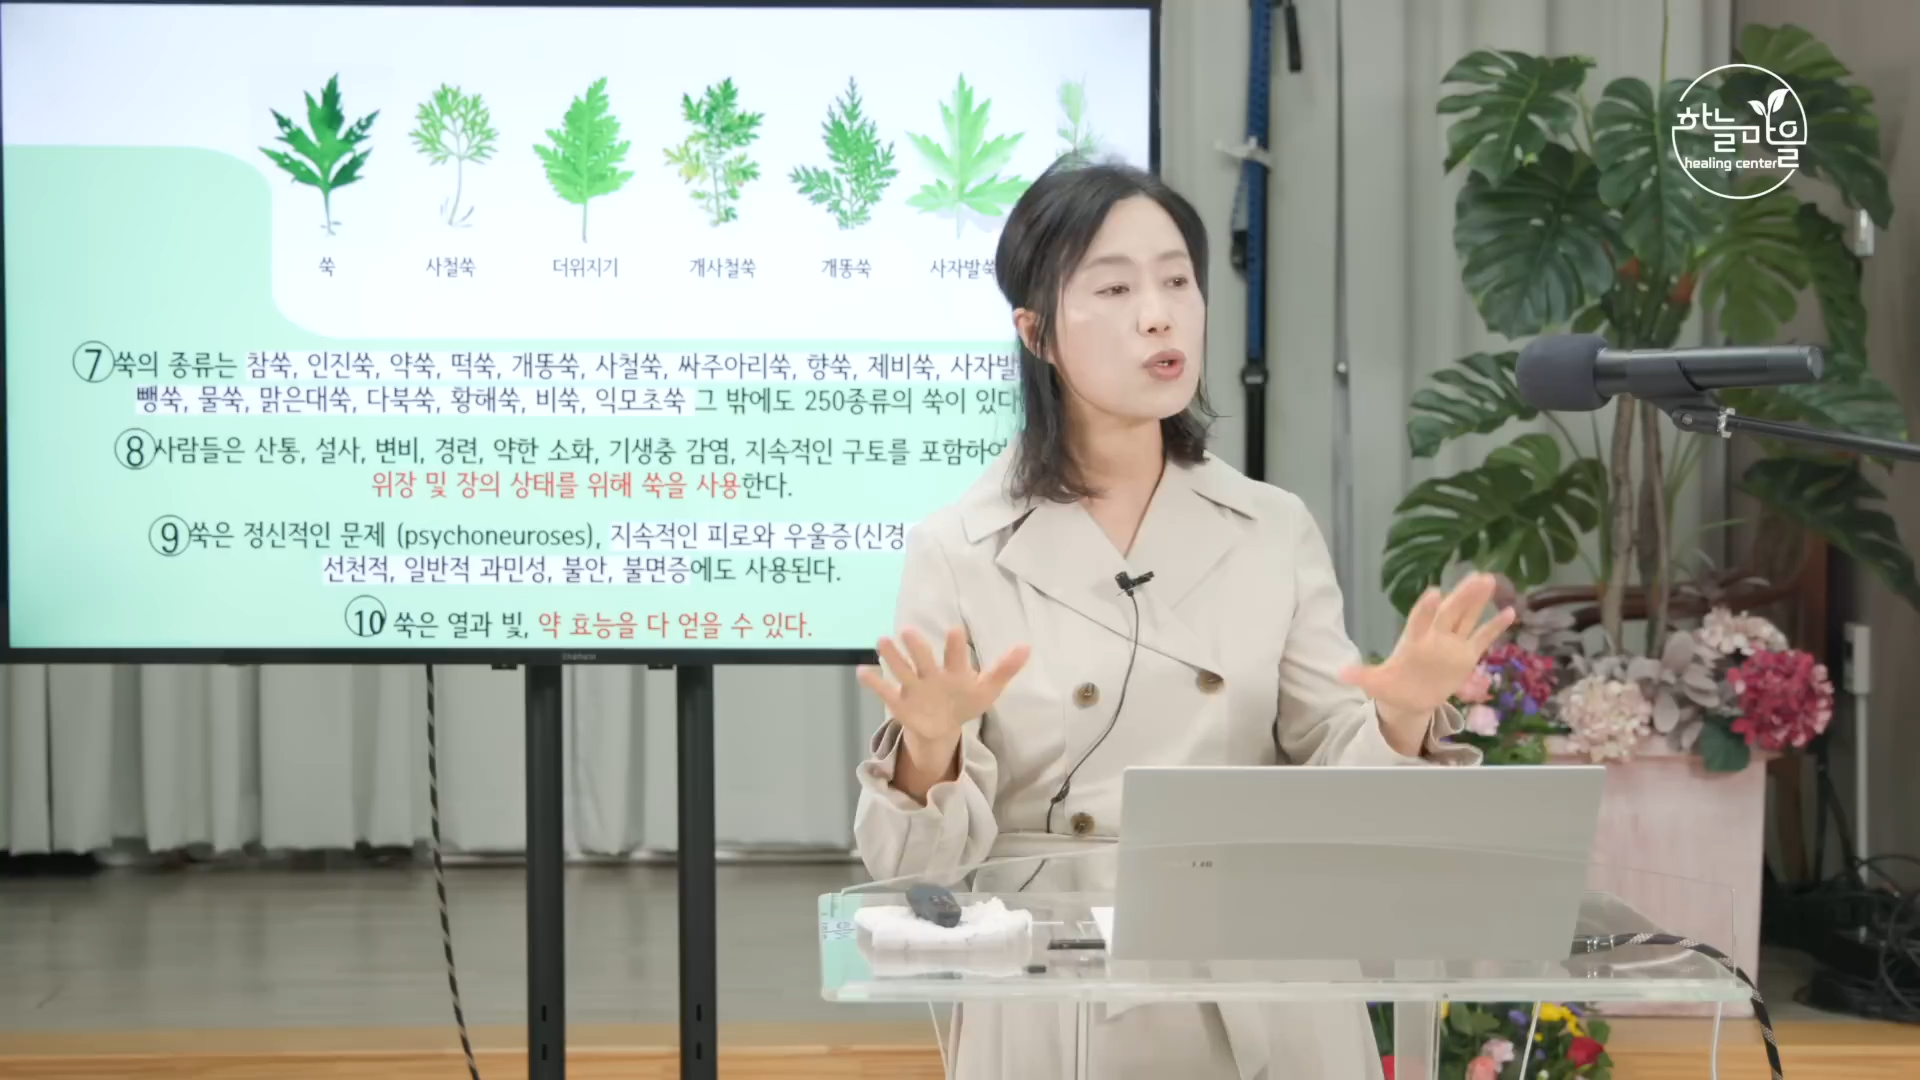 하늘마을
healing center
쑥 사철쑥 더위지기 개사철쑥 개똥쑥 사자발쑥
⑦ 쑥의 종류는 참쑥, 인진쑥, 약쑥, 떡쑥, 개똥쑥, 사철쑥, 싸주아리쑥, 향쑥, 제비쑥, 사자발
뺑쑥, 물쑥, 맑은대쑥, 다북쑥, 황해쑥, 비쑥, 익모초쑥 그 밖에도 250종류의 쑥이 있다
⑧ 사람들은 산통, 설사, 변비, 경련, 약한 소화, 기생충 감염, 지속적인 구토를 포함하여
위장 및 장의 상태를 위해 쑥을 사용한다.
⑨ 쑥은 정신적인 문제 (psychoneuroses), 지속적인 피로와 우울증(신경
선천적, 일반적 과민성, 불안, 불면증에도 사용된다.
⑩ 쑥은 열과 빛, 약 효능을 다 얻을 수 있다.